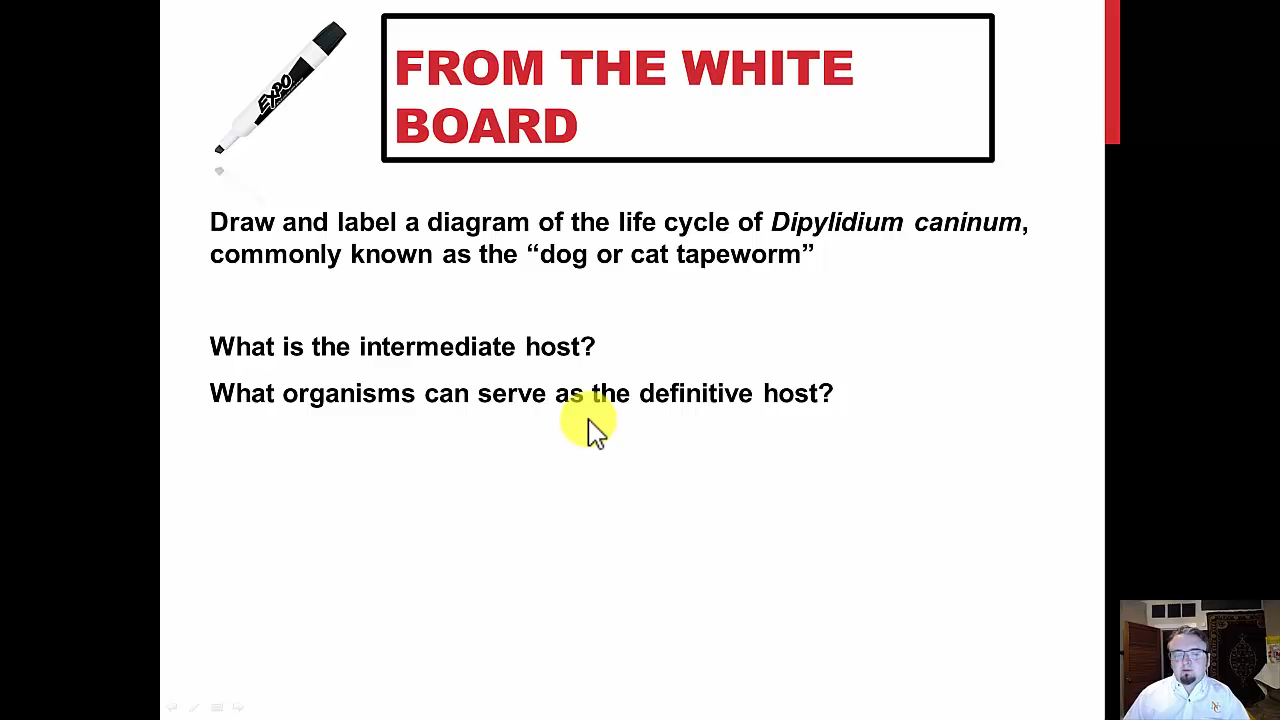 EXPO
FROM THE WHITE
BOARD
Draw and label a diagram of the life cycle of Dipylidium caninum,
commonly known as the “dog or cat tapeworm”
What is the intermediate host?
What organisms can serve as the definitive host?